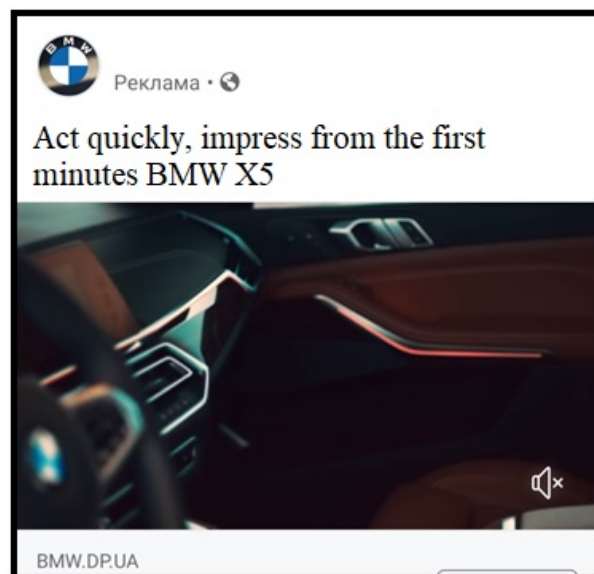 BMW
Реклама
Act quickly, impress from the first
minutes BMW X5
BMW.DP.UA